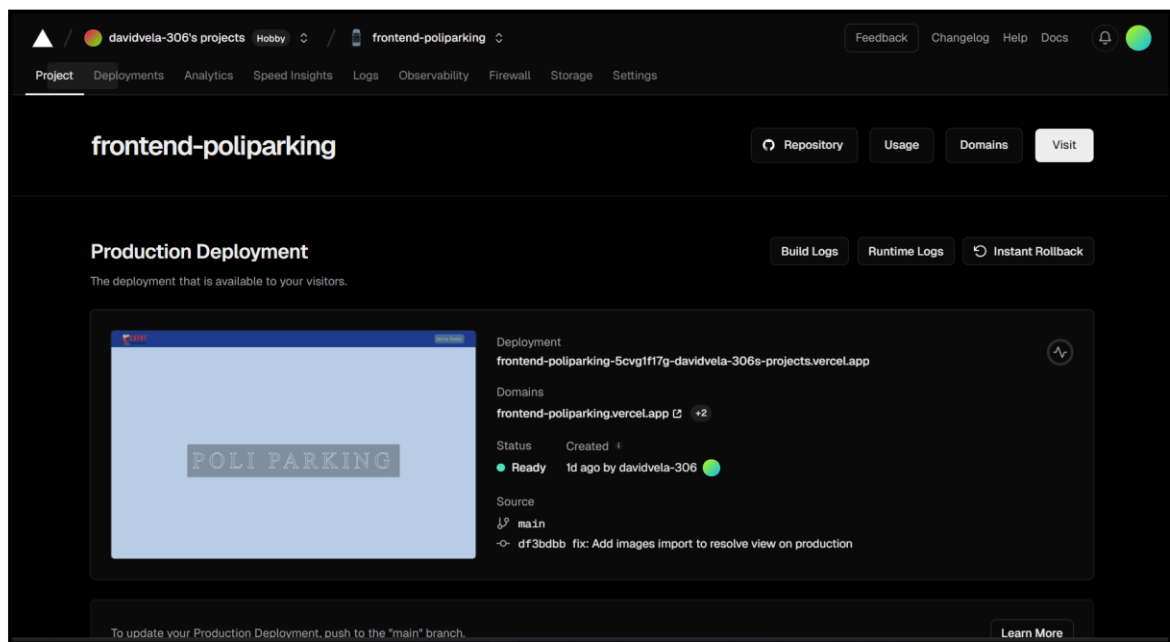 davidvela-306's projects Hobby / frontend-poliparking
Feedback Changelog Help Docs
Project Deployments Analytics Speed Insights Logs Observability Firewall Storage Settings
frontend-poliparking
Repository Usage Domains Visit
Production Deployment
Build Logs Runtime Logs Instant Rollback
The deployment that is available to your visitors.
POLI PARKING
Deployment
frontend-poliparking-5cvg1f17g-davidvela-306s-projects.vercel.app
Domains
frontend-poliparking.vercel.app +2
Status Created
Ready 1d ago by davidvela-306
Source
main
df3bdbb fix: Add images import to resolve view on production
To update your Production Deployment, push to the "main" branch.
Learn More